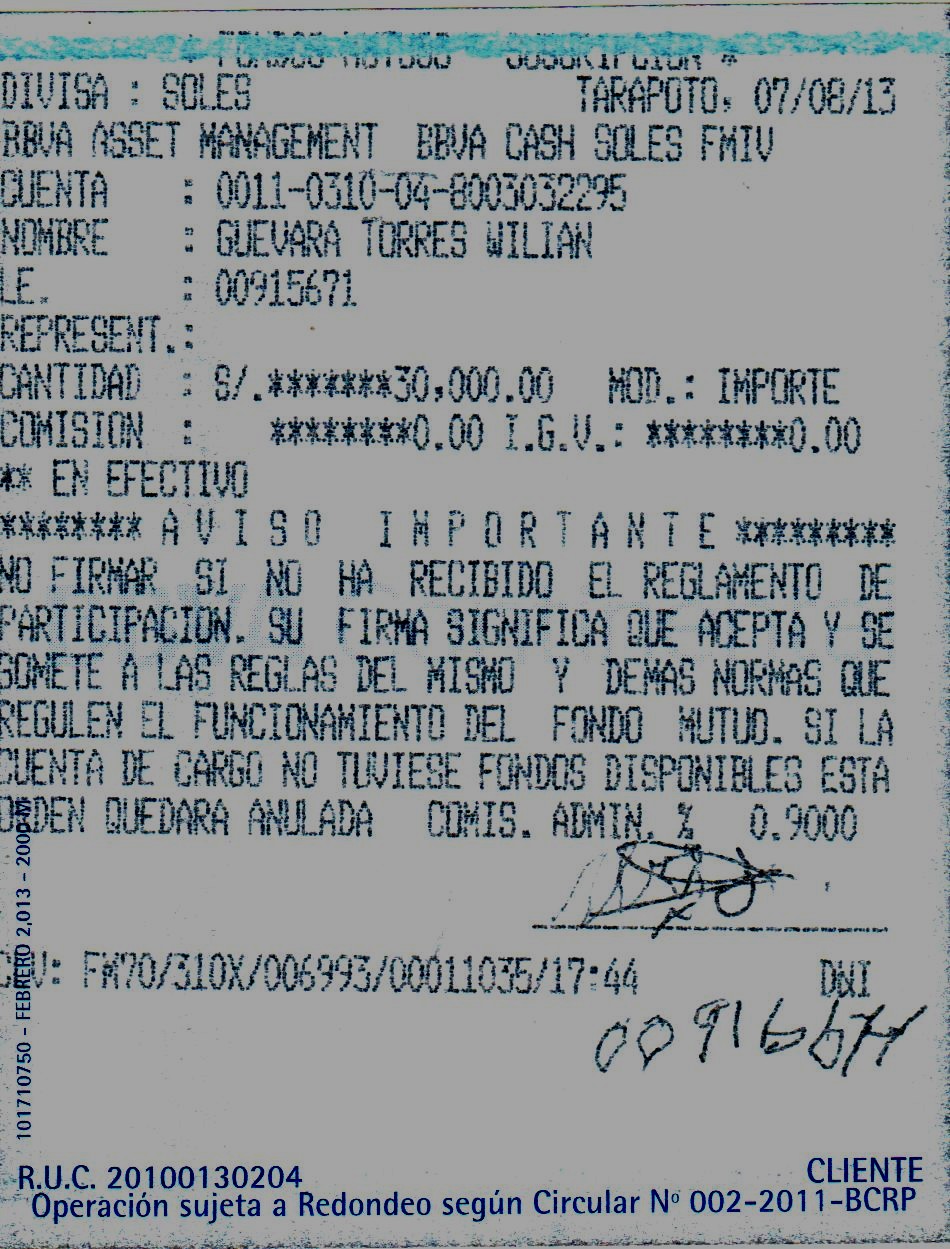 FONDOS MUTUOS SUSCRIPCION *
DIVISA : SOLES TARAPOTO, 07/08/13
BBVA ASSET MANAGEMENT BBVA CASH SOLES FMIV
CUENTA : 0011-0310-04-8003032295
NOMBRE : GUEVARA TORRES WILIAN
LE. : 00915671
REPRESENT.:
CANTIDAD : S/.*******30,000.00 MOD.: IMPORTE
COMISION : ********0.00 I.G.V.: ********0.00
** EN EFECTIVO
******** A V I S O I M P O R T A N T E *********
NO FIRMAR SI NO HA RECIBIDO EL REGLAMENTO DE
PARTICIPACION. SU FIRMA SIGNIFICA QUE ACEPTA Y SE
SOMETE A LAS REGLAS DEL MISMO Y DEMAS NORMAS QUE
REGULEN EL FUNCIONAMIENTO DEL FONDO MUTUO. SI LA
CUENTA DE CARGO NO TUVIESE FONDOS DISPONIBLES ESTA
ORDEN QUEDARA ANULADA COMIS. ADMIN. % 0.9000
FM70/310X/006993/00011035/17:44
101710750 - FEBRERO 2,013 - 2000 M
R.U.C. 20100130204 CLIENTE
Operación sujeta a Redondeo según Circular Nº 002-2011-BCRP